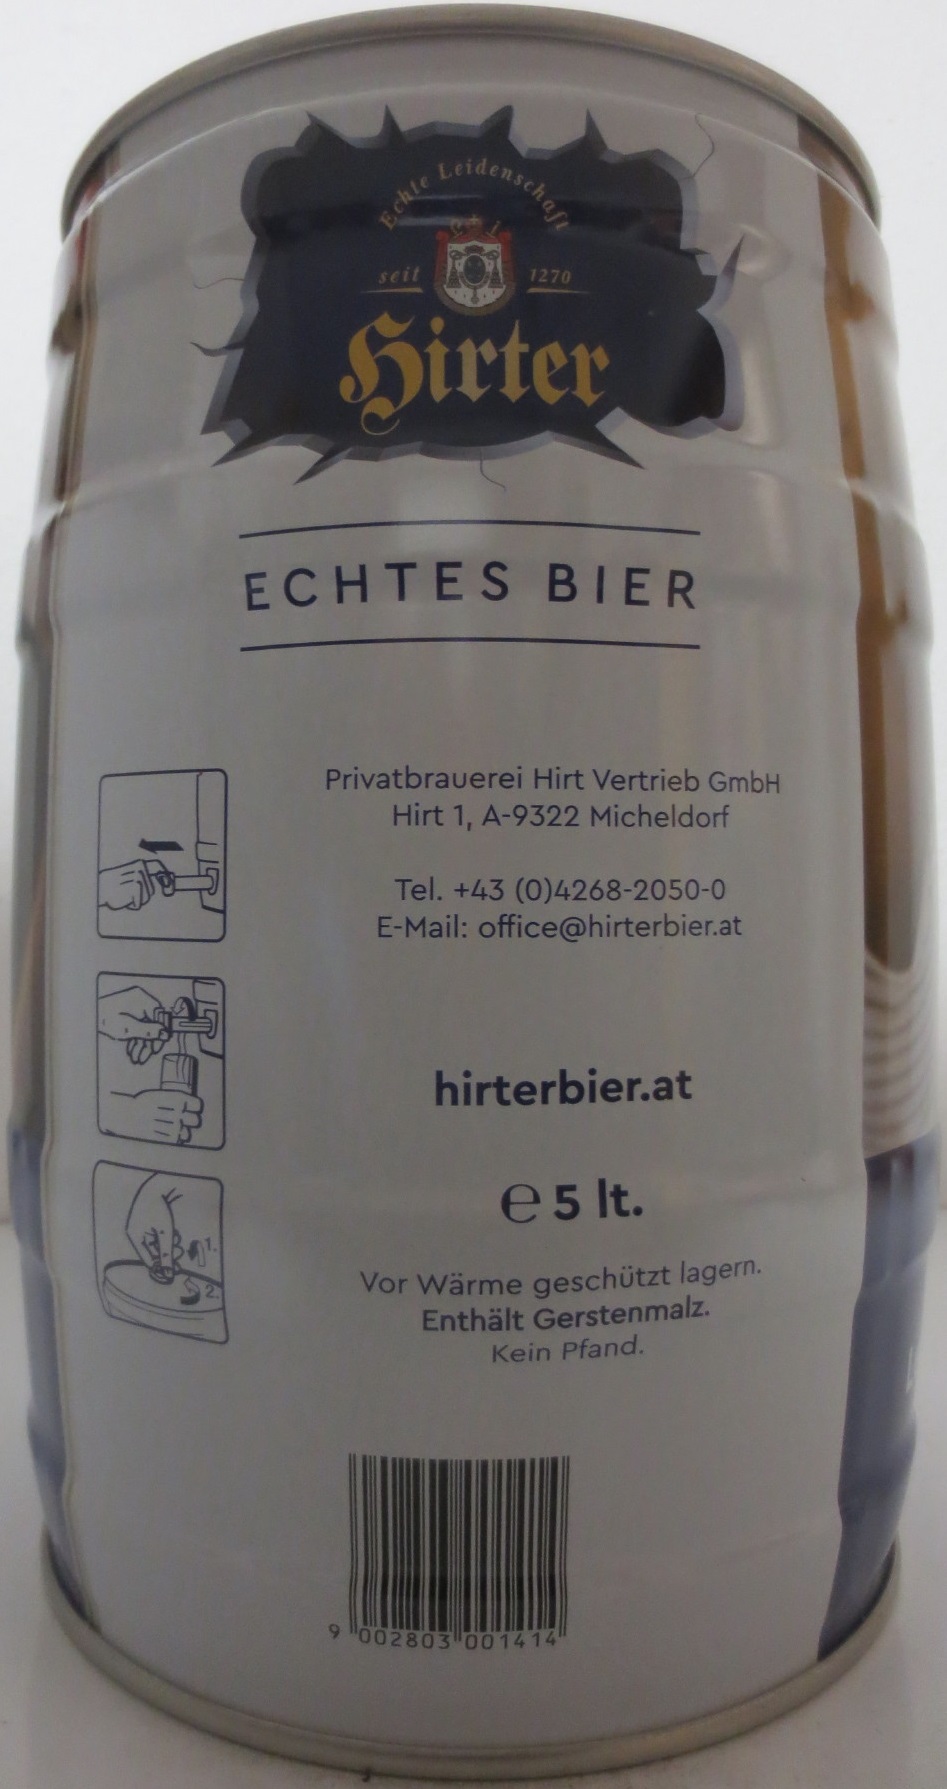 Echte Leidenschaft
seit 1270
Hirter
ECHTES BIER
Privatbrauerei Hirt Vertrieb GmbH
Hirt 1, A-9322 Micheldorf
Tel. +43 (0)4268-2050-0
E-Mail: office@hirterbier.at
hirterbier.at
℮ 5 lt.
1.
2.
Vor Wärme geschützt lagern.
Enthält Gerstenmalz.
Kein Pfand.
9 002803 001414